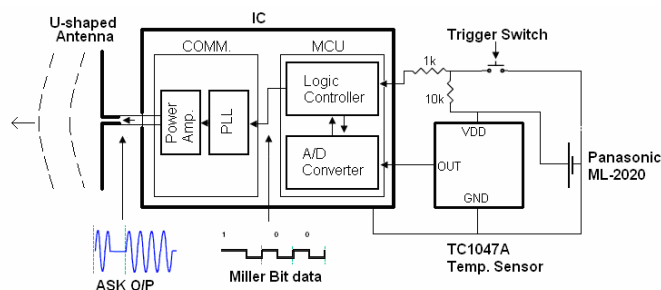 U-shaped
Antenna
IC
COMM.
MCU
Power
Amp.
PLL
Logic
Controller
A/D
Converter
Trigger Switch
1k
10k
VDD
OUT
GND
Panasonic
ML-2020
TC1047A
Temp. Sensor
1 0 0
Miller Bit data
ASK O/P